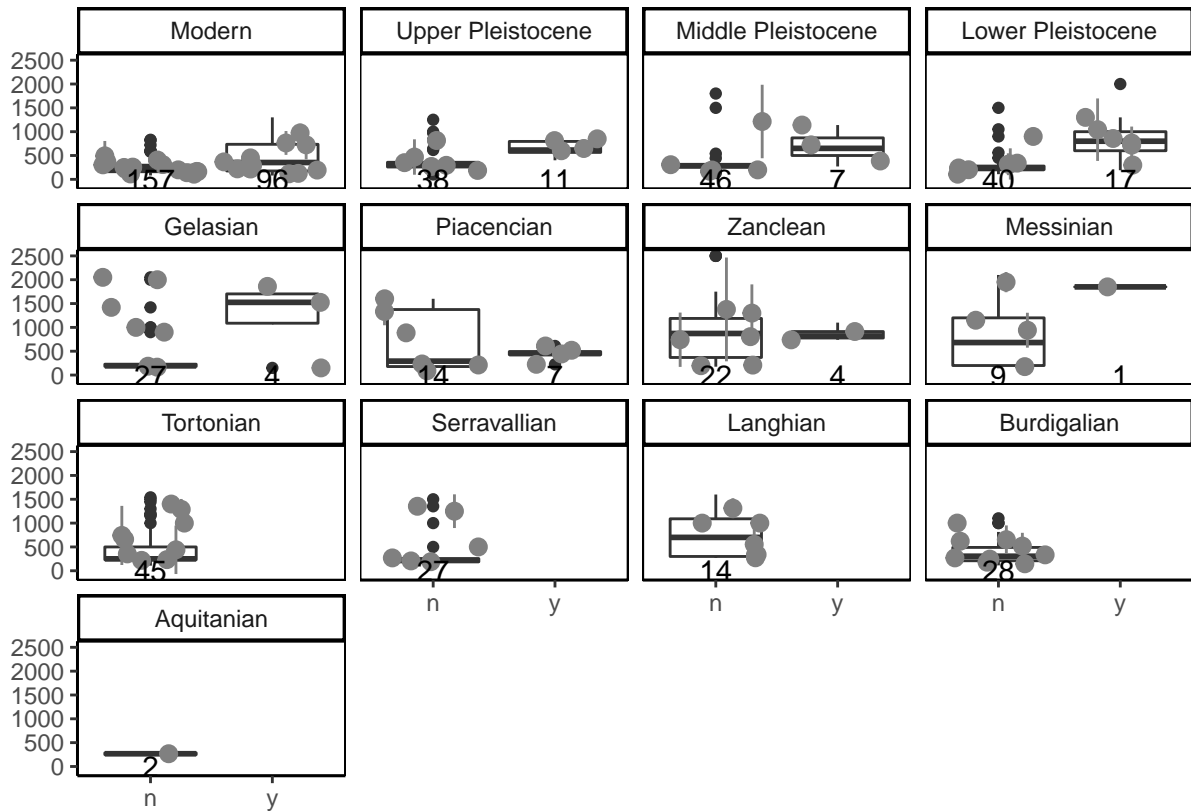 Modern Upper Pleistocene Middle Pleistocene Lower Pleistocene
2500
2000
1500
1000
500
0
157 96 38 11 46 7 40 17
Gelasian Piacencian Zanclean Messinian
2500
2000
1500
1000
500
0
27 4 14 7 22 4 9 1
Tortonian Serravallian Langhian Burdigalian
2500
2000
1500
1000
500
0
45 27 14 28
n y n y n y
Aquitanian
2500
2000
1500
1000
500
0
2
n y